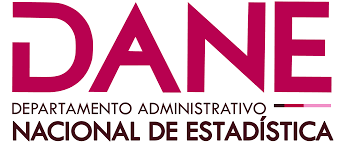 DANE
DEPARTAMENTO ADMINISTRATIVO
NACIONAL DE ESTADÍSTICA